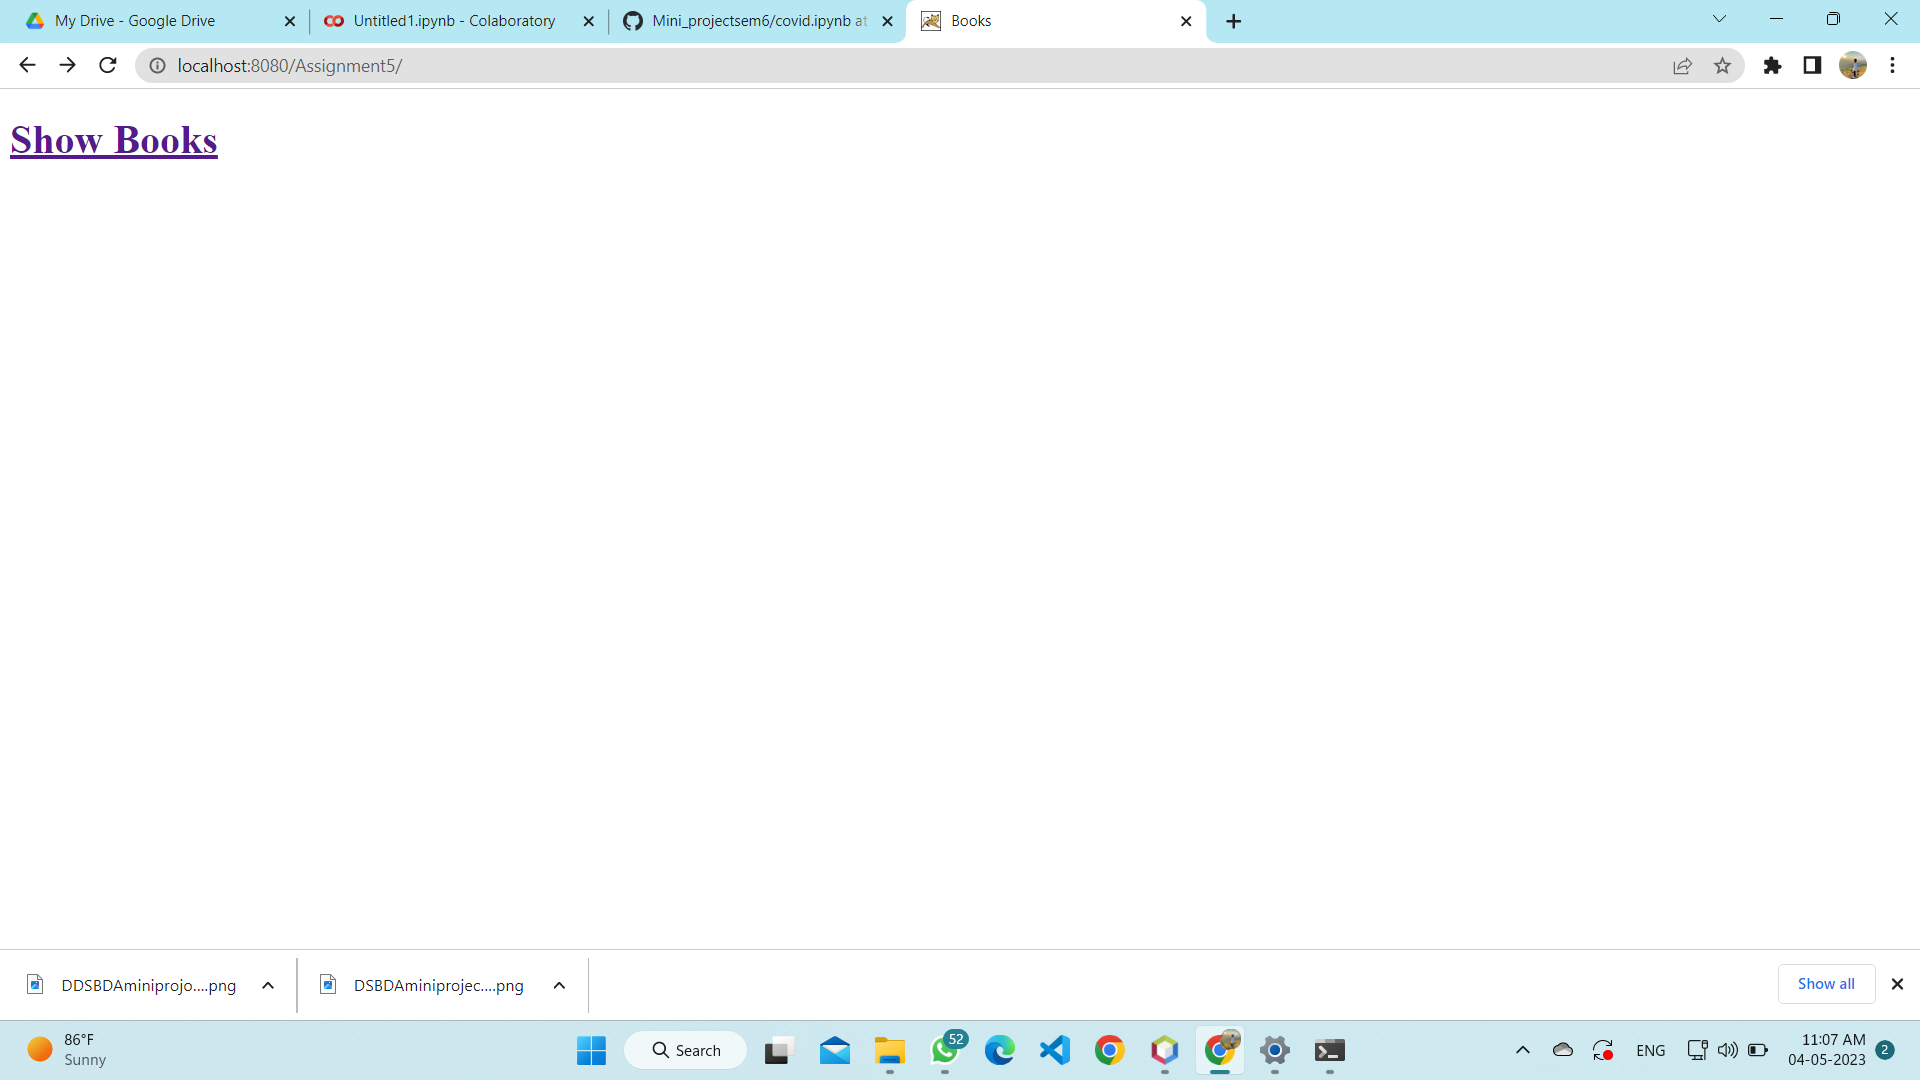 My Drive - Google Drive
Untitled1.ipynb - Colaboratory
Mini_projectsem6/covid.ipynb at
Books
localhost:8080/Assignment5/
Show Books
DDSBDAminiprojo....png
DSBDAminiprojec....png
Show all
86°F
Sunny
Search
52
ENG
11:07 AM
04-05-2023
2